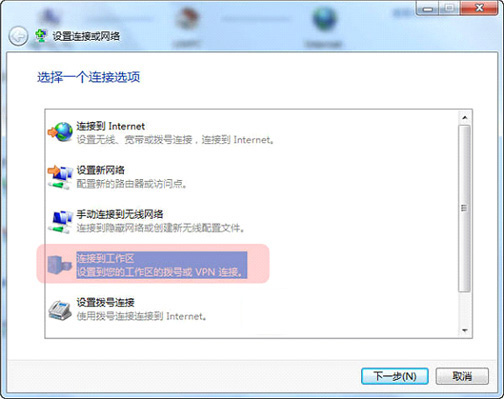 设置连接或网络
选择一个连接选项
连接到 Internet
设置无线、宽带或拨号连接，连接到 Internet。
设置新网络
配置新的路由器或访问点。
手动连接到无线网络
连接到隐藏网络或创建新无线配置文件。
连接到工作区
设置到您的工作区的拨号或 VPN 连接。
设置拨号连接
使用拨号连接连接到 Internet。
下一步(N)
取消